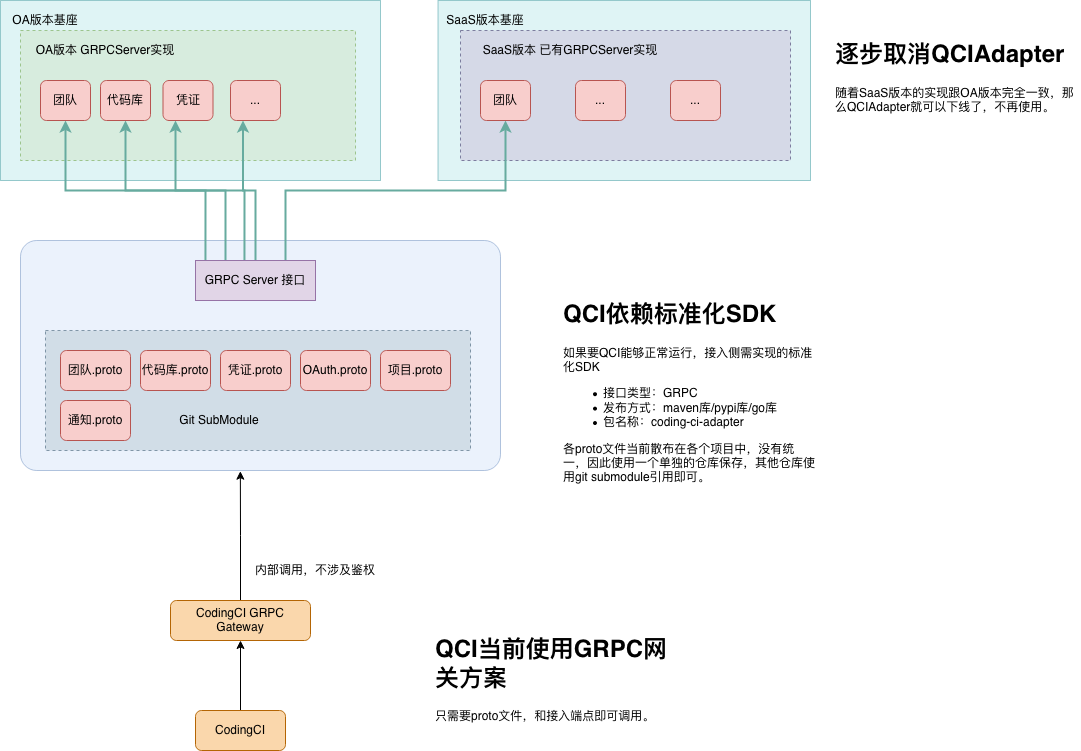 OA版本基座
OA版本 GRPCServer实现
团队
代码库
凭证
...
SaaS版本基座
SaaS版本 已有GRPCServer实现
团队
...
...
逐步取消QCIAdapter
随着SaaS版本的实现跟OA版本完全一致，那
么QCIAdapter就可以下线了，不再使用。
GRPC Server 接口
团队.proto
代码库.proto
凭证.proto
OAuth.proto
项目.proto
通知.proto
Git SubModule
QCI依赖标准化SDK
如果要QCI能够正常运行，接入侧需实现的标准
化SDK
• 接口类型：GRPC
• 发布方式：maven库/pypi库/go库
• 包名称：coding-ci-adapter
各proto文件当前散布在各个项目中，没有统
一，因此使用一个单独的仓库保存，其他仓库使
用git submodule引用即可。
内部调用，不涉及鉴权
CodingCI GRPC
Gateway
CodingCI
QCI当前使用GRPC网
关方案
只需要proto文件，和接入端点即可调用。